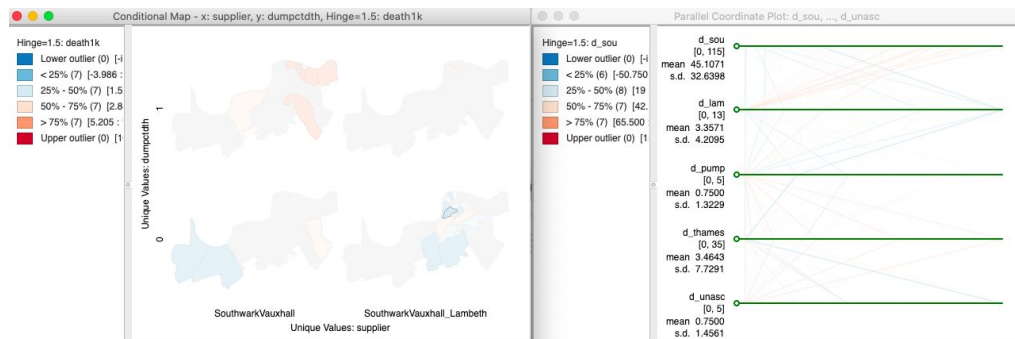 Conditional Map - x: supplier, y: dumpctdth, Hinge=1.5: death1k
Hinge=1.5: death1k
Lower outlier (0) [-i
< 25% (7) [-3.986 :
25% - 50% (7) [1.5
50% - 75% (7) [2.8
> 75% (7) [5.205 :
Upper outlier (0) [1
Unique Values: dumpctdth
1
0
SouthwarkVauxhall
SouthwarkVauxhall_Lambeth
Unique Values: supplier
Parallel Coordinate Plot: d_sou, ..., d_unasc
Hinge=1.5: d_sou
Lower outlier (0) [-i
< 25% (6) [-50.750
25% - 50% (8) [19
50% - 75% (7) [42.
> 75% (7) [65.500 :
Upper outlier (0) [1
d_sou
[0, 115]
mean 45.1071
s.d. 32.6398
d_lam
[0, 13]
mean 3.3571
s.d. 4.2095
d_pump
[0, 5]
mean 0.7500
s.d. 1.3229
d_thames
[0, 35]
mean 3.4643
s.d. 7.7291
d_unasc
[0, 5]
mean 0.7500
s.d. 1.4561